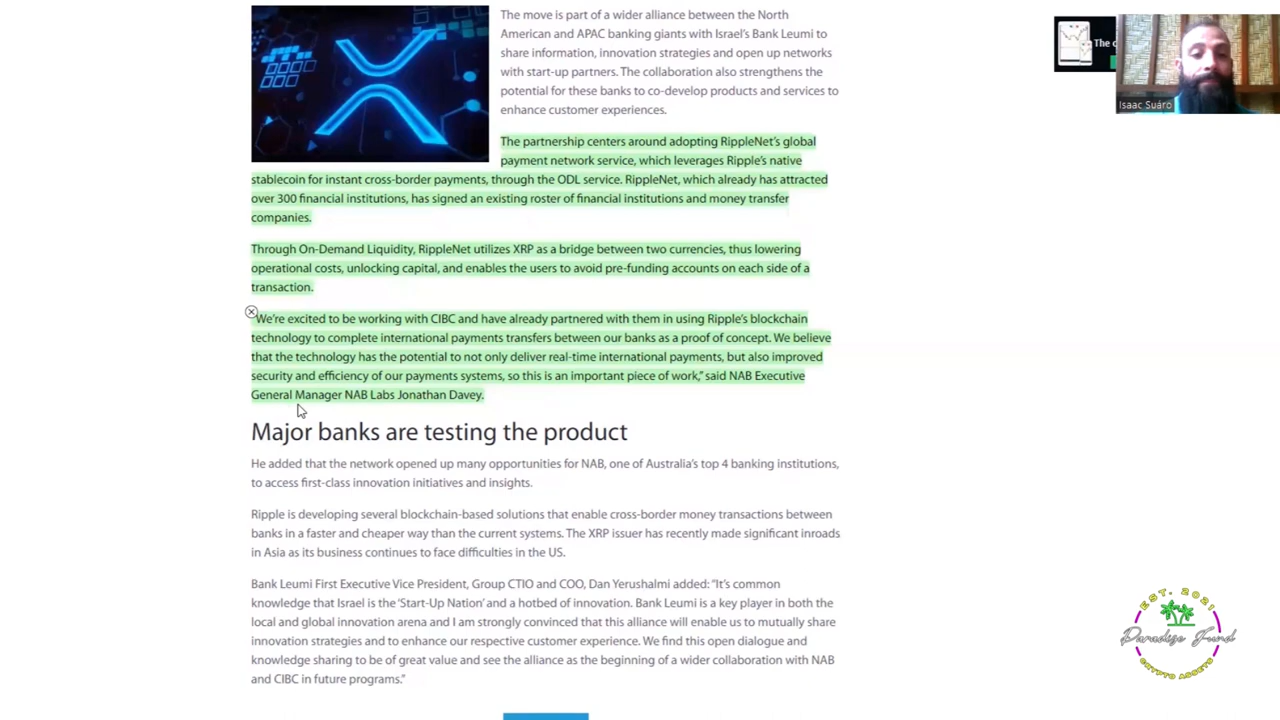 The move is part of a wider alliance between the North
American and APAC banking giants with Israel's Bank Leumi to
share information, innovation strategies and open up networks
with start-up partners. The collaboration also strengthens the
potential for these banks to co-develop products and services to
enhance customer experiences.
The partnership centers around adopting RippleNet's global
payment network service, which leverages Ripple's native
stablecoin for instant cross-border payments, through the ODL service. RippleNet, which already has attracted
over 300 financial institutions, has signed an existing roster of financial institutions and money transfer
companies.
Through On-Demand Liquidity, RippleNet utilizes XRP as a bridge between two currencies, thus lowering
operational costs, unlocking capital, and enables the users to avoid pre-funding accounts on each side of a
transaction.
"We're excited to be working with CIBC and have already partnered with them in using Ripple's blockchain
technology to complete international payments transfers between our banks as a proof of concept. We believe
that the technology has the potential to not only deliver real-time international payments, but also improved
security and efficiency of our payments systems, so this is an important piece of work," said NAB Executive
General Manager NAB Labs Jonathan Davey.
Major banks are testing the product
He added that the network opened up many opportunities for NAB, one of Australia's top 4 banking institutions,
to access first-class innovation initiatives and insights.
Ripple is developing several blockchain-based solutions that enable cross-border money transactions between
banks in a faster and cheaper way than the current systems. The XRP issuer has recently made significant inroads
in Asia as its business continues to face difficulties in the US.
Bank Leumi First Executive Vice President, Group CTIO and COO, Dan Yerushalmi added: "It's common
knowledge that Israel is the 'Start-Up Nation' and a hotbed of innovation. Bank Leumi is a key player in both the
local and global innovation arena and I am strongly convinced that this alliance will enable us to mutually share
innovation strategies and to enhance our respective customer experience. We find this open dialogue and
knowledge sharing to be of great value and see the alliance as the beginning of a wider collaboration with NAB
and CIBC in future programs."
The
Isaac Suáro
EST. 2021
Paradise Fund
CRYPTO ASSETS